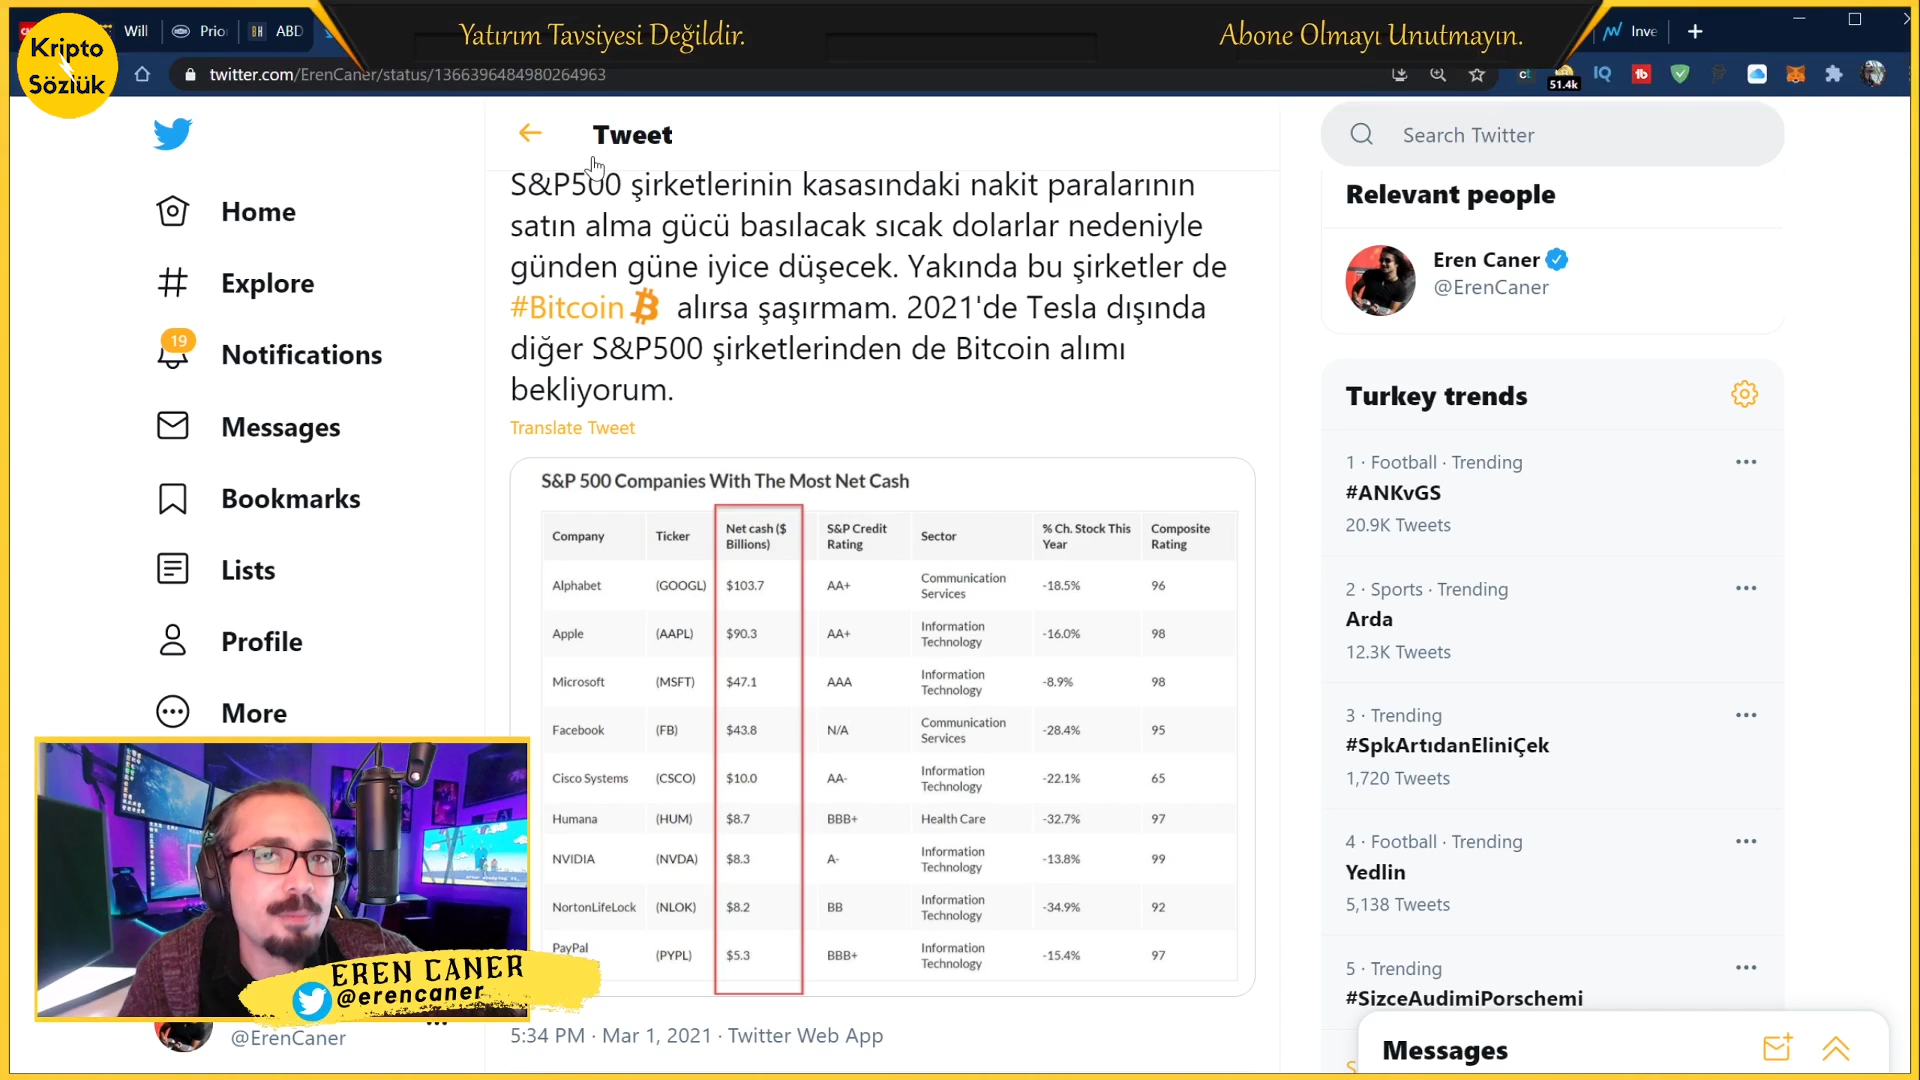 Kripto
Sözlük
Yatırım Tavsiyesi Değildir.
Abone Olmayı Unutmayın.
Will
Prio
BH
ABD
Inve
twitter.com/ErenCaner/status/1366396484980264963
51.4k
IQ
Home
Explore
19
Notifications
Messages
Bookmarks
Lists
Profile
More
@ErenCaner
Tweet
S&P500 şirketlerinin kasasındaki nakit paralarının
satın alma gücü basılacak sıcak dolarlar nedeniyle
günden güne iyice düşecek. Yakında bu şirketler de
#Bitcoin alırsa şaşırmam. 2021'de Tesla dışında
diğer S&P500 şirketlerinden de Bitcoin alımı
bekliyorum.
Translate Tweet
S&P 500 Companies With The Most Net Cash
Company Ticker Net cash ($ Billions) S&P Credit Rating Sector % Ch. Stock This Year Composite Rating
Alphabet (GOOGL) $103.7 AA+ Communication Services -18.5% 96
Apple (AAPL) $90.3 AA+ Information Technology -16.0% 98
Microsoft (MSFT) $47.1 AAA Information Technology -8.9% 98
Facebook (FB) $43.8 N/A Communication Services -28.4% 95
Cisco Systems (CSCO) $10.0 AA- Information Technology -22.1% 65
Humana (HUM) $8.7 BBB+ Health Care -32.7% 97
NVIDIA (NVDA) $8.3 A- Information Technology -13.8% 99
NortonLifeLock (NLOK) $8.2 BB Information Technology -34.9% 92
PayPal (PYPL) $5.3 BBB+ Information Technology -15.4% 97
5:34 PM · Mar 1, 2021 · Twitter Web App
EREN CANER
@erencaner
Search Twitter
Relevant people
Eren Caner
@ErenCaner
Turkey trends
1 · Football · Trending
#ANKvGS
20.9K Tweets
2 · Sports · Trending
Arda
12.3K Tweets
3 · Trending
#SpkArtıdanEliniÇek
1,720 Tweets
4 · Football · Trending
Yedlin
5,138 Tweets
5 · Trending
#SizceAudimiPorschemi
Messages